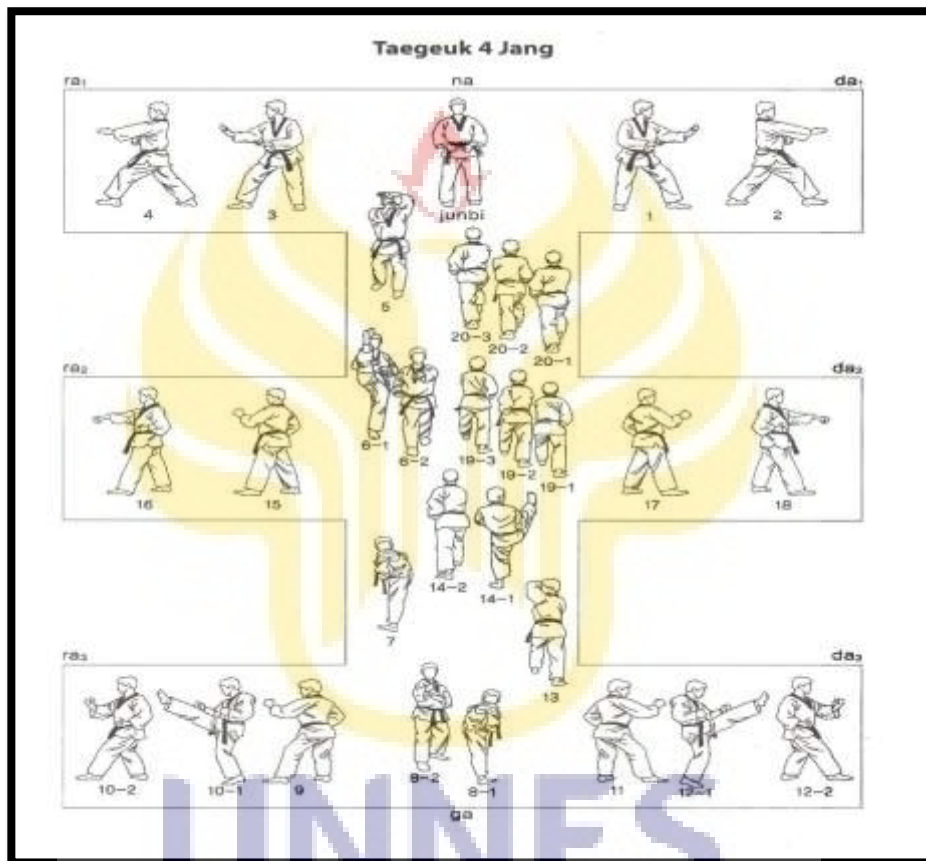 Taegeuk 4 Jang
ra₁ na da₁
4 3 junbi 1 2
5
20-3 20-2 20-1
ra₂ da₂
6-1 6-2 19-3 19-2 19-1
16 15 17 18
14-2 14-1
7
ra₃ da₃
13
10-2 10-1 9 8-2 8-1 11 12-1 12-2
ga
UNNES